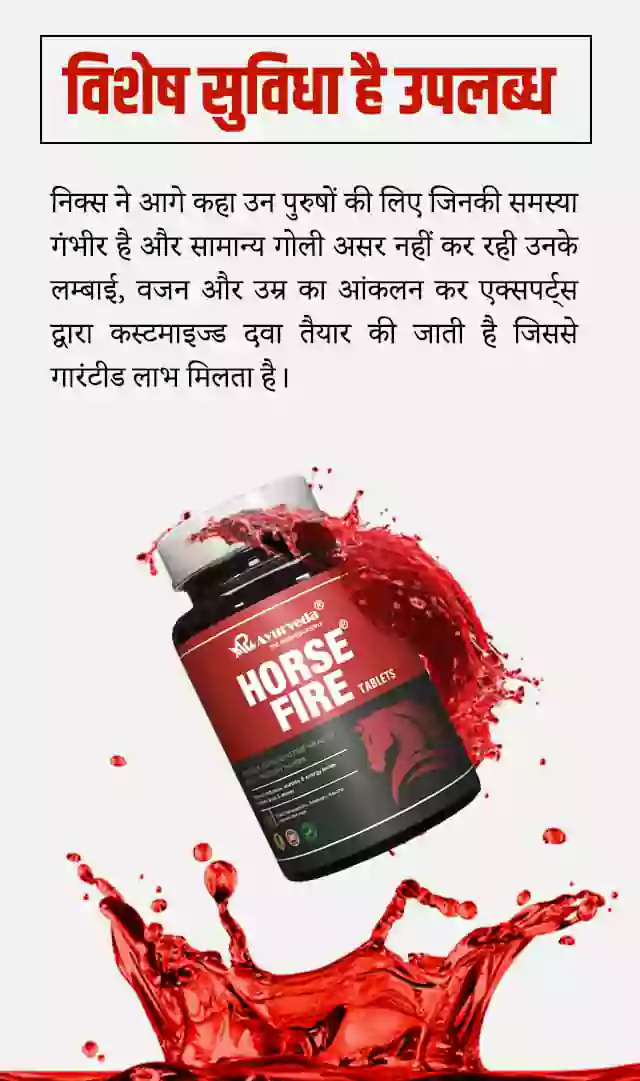 विशेष सुविधा है उपलब्ध
निक्स ने आगे कहा उन पुरुषों की लिए जिनकी समस्या
गंभीर है और सामान्य गोली असर नहीं कर रही उनके
लम्बाई, वजन और उम्र का आंकलन कर एक्सपर्ट्स
द्वारा कस्टमाइज्ड दवा तैयार की जाती है जिससे
गारंटीड लाभ मिलता है।
Ayurveda®
HORSE®
FIRE TABLETS